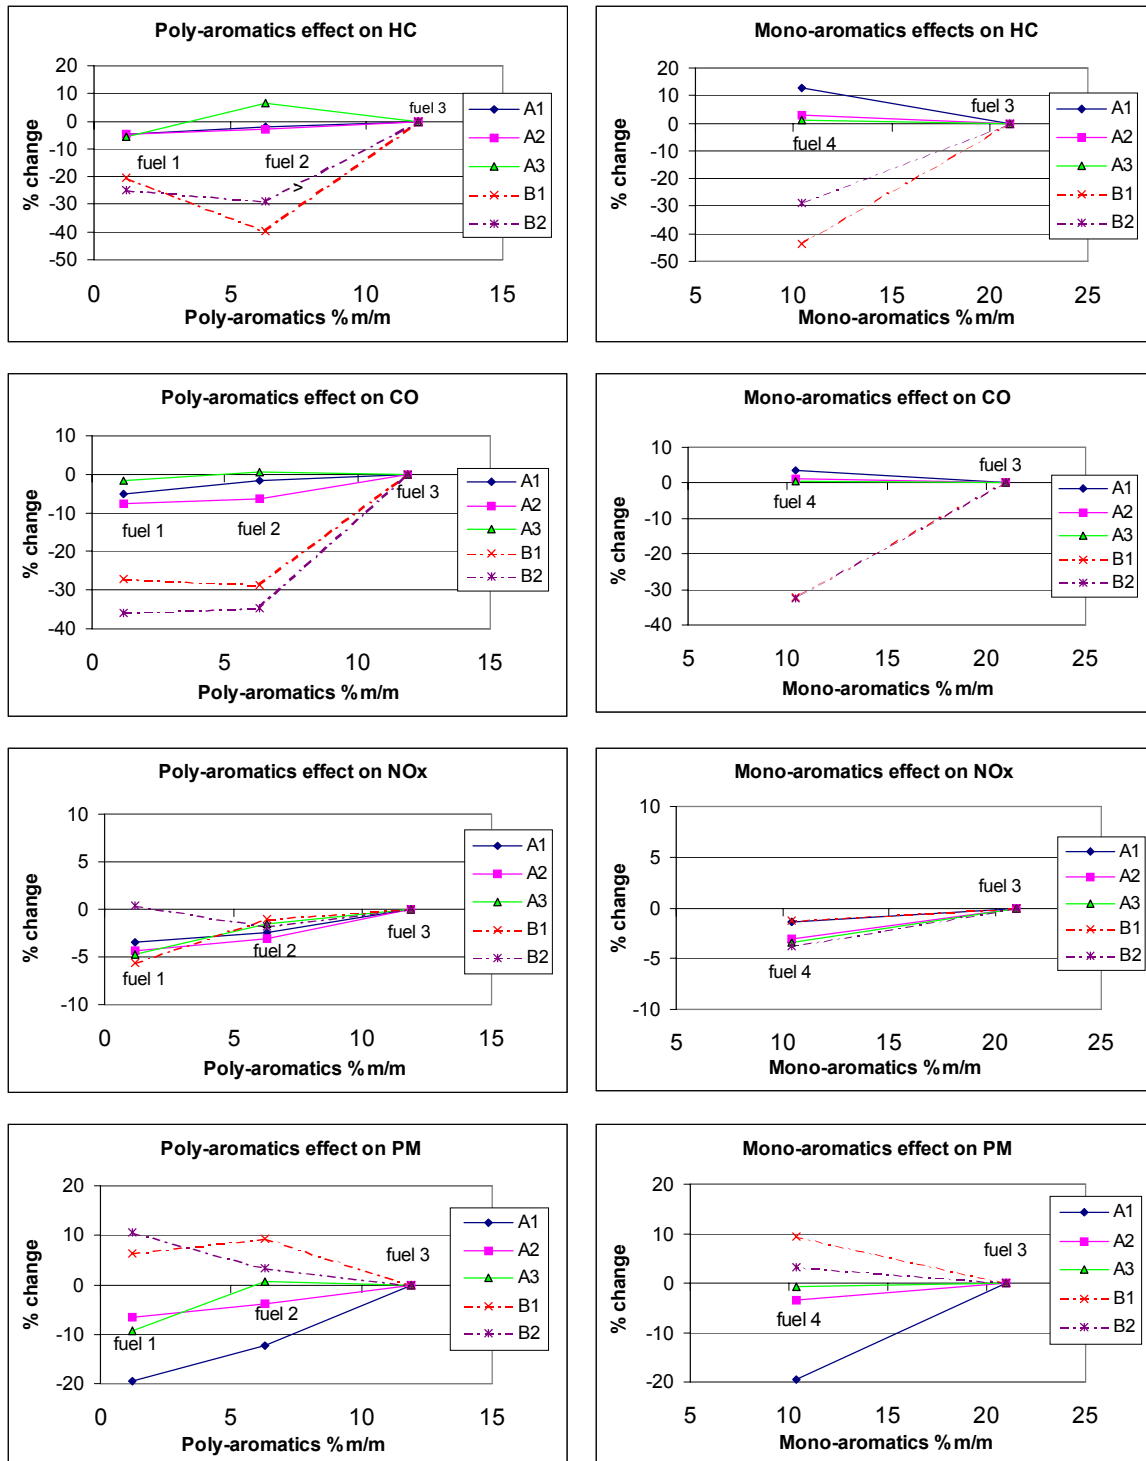 Poly-aromatics effect on HC
20
10
0
-10
-20
-30
-40
-50
% change
fuel 1
fuel 2
>
fuel 3
A1
A2
A3
B1
B2
0 5 10 15
Poly-aromatics %m/m
Mono-aromatics effects on HC
20
10
0
-10
-20
-30
-40
-50
% change
fuel 3
fuel 4
A1
A2
A3
B1
B2
5 10 15 20 25
Mono-aromatics %m/m
Poly-aromatics effect on CO
10
0
-10
-20
-30
-40
% change
fuel 3
fuel 1
fuel 2
A1
A2
A3
B1
B2
0 5 10 15
Poly-aromatics %m/m
Mono-aromatics effect on CO
10
0
-10
-20
-30
-40
% change
fuel 3
fuel 4
A1
A2
A3
B1
B2
5 10 15 20 25
Mono-aromatics %m/m
Poly-aromatics effect on NOx
10
5
0
-5
-10
% change
fuel 3
fuel 2
fuel 1
A1
A2
A3
B1
B2
0 5 10 15
Poly-aromatics %m/m
Mono-aromatics effect on NOx
10
5
0
-5
-10
% change
fuel 3
fuel 4
A1
A2
A3
B1
B2
5 10 15 20 25
Mono-aromatics %m/m
Poly-aromatics effect on PM
20
10
0
-10
-20
% change
fuel 3
fuel 2
fuel 1
A1
A2
A3
B1
B2
0 5 10 15
Poly-aromatics %m/m
Mono-aromatics effect on PM
20
10
0
-10
-20
% change
fuel 3
fuel 4
A1
A2
A3
B1
B2
5 10 15 20 25
Mono-aromatics %m/m